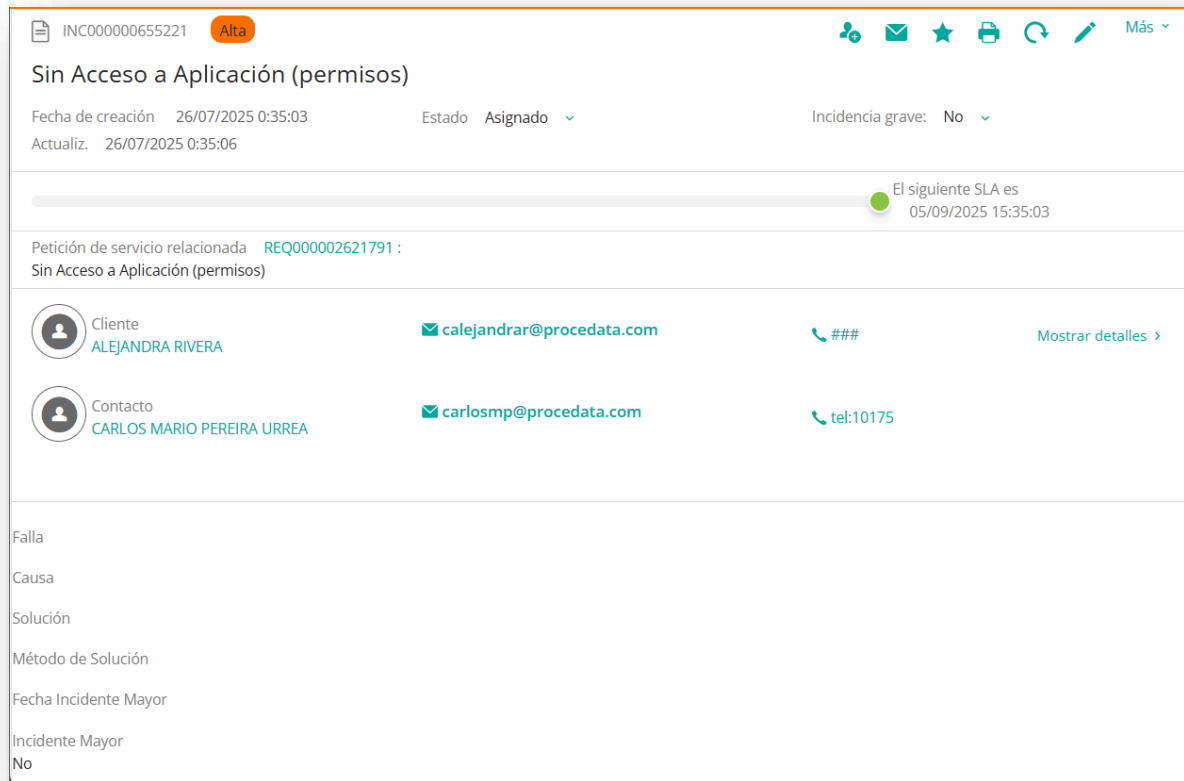 INC000000655221 Alta Más
Sin Acceso a Aplicación (permisos)
Fecha de creación 26/07/2025 0:35:03 Estado Asignado Incidencia grave: No
Actualiz. 26/07/2025 0:35:06
El siguiente SLA es
05/09/2025 15:35:03
Petición de servicio relacionada REQ000002621791 :
Sin Acceso a Aplicación (permisos)
Cliente
ALEJANDRA RIVERA calejandrar@procedata.com ### Mostrar detalles >
Contacto
CARLOS MARIO PEREIRA URREA carlosmp@procedata.com tel:10175
Falla
Causa
Solución
Método de Solución
Fecha Incidente Mayor
Incidente Mayor
No